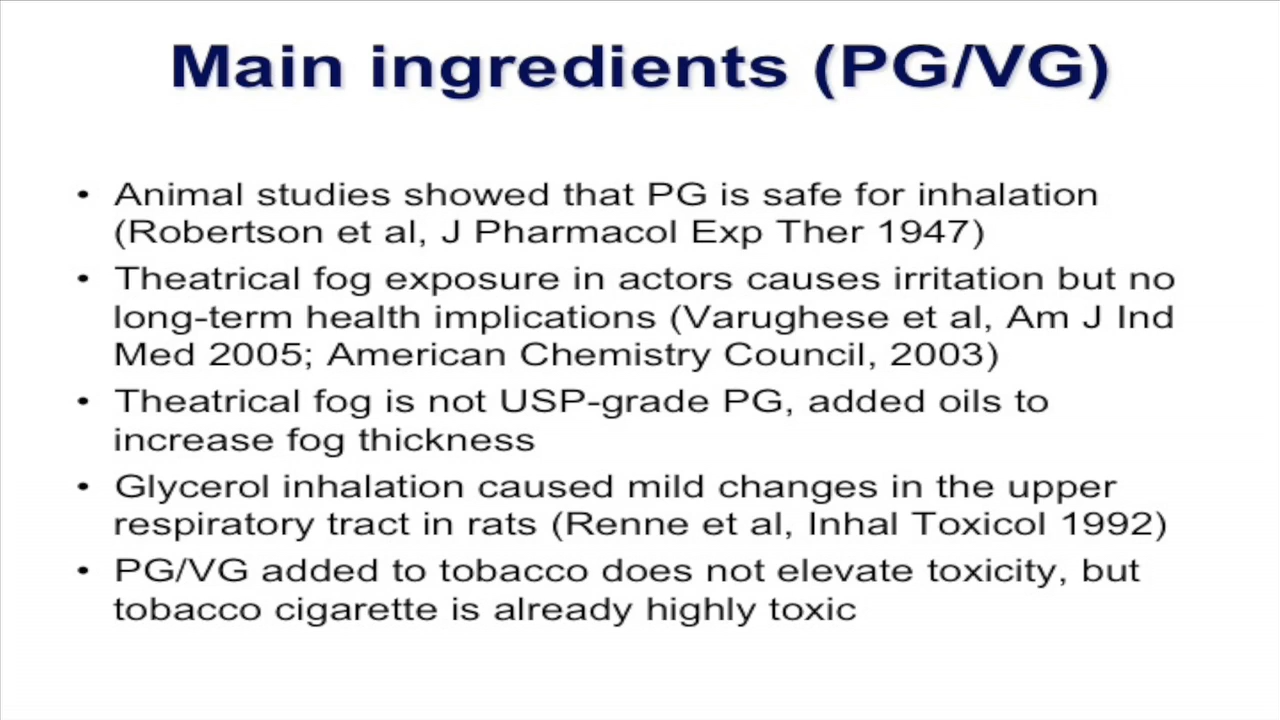 Main ingredients (PG/VG)
• Animal studies showed that PG is safe for inhalation
(Robertson et al, J Pharmacol Exp Ther 1947)
• Theatrical fog exposure in actors causes irritation but no
long-term health implications (Varughese et al, Am J Ind
Med 2005; American Chemistry Council, 2003)
• Theatrical fog is not USP-grade PG, added oils to
increase fog thickness
• Glycerol inhalation caused mild changes in the upper
respiratory tract in rats (Renne et al, Inhal Toxicol 1992)
• PG/VG added to tobacco does not elevate toxicity, but
tobacco cigarette is already highly toxic